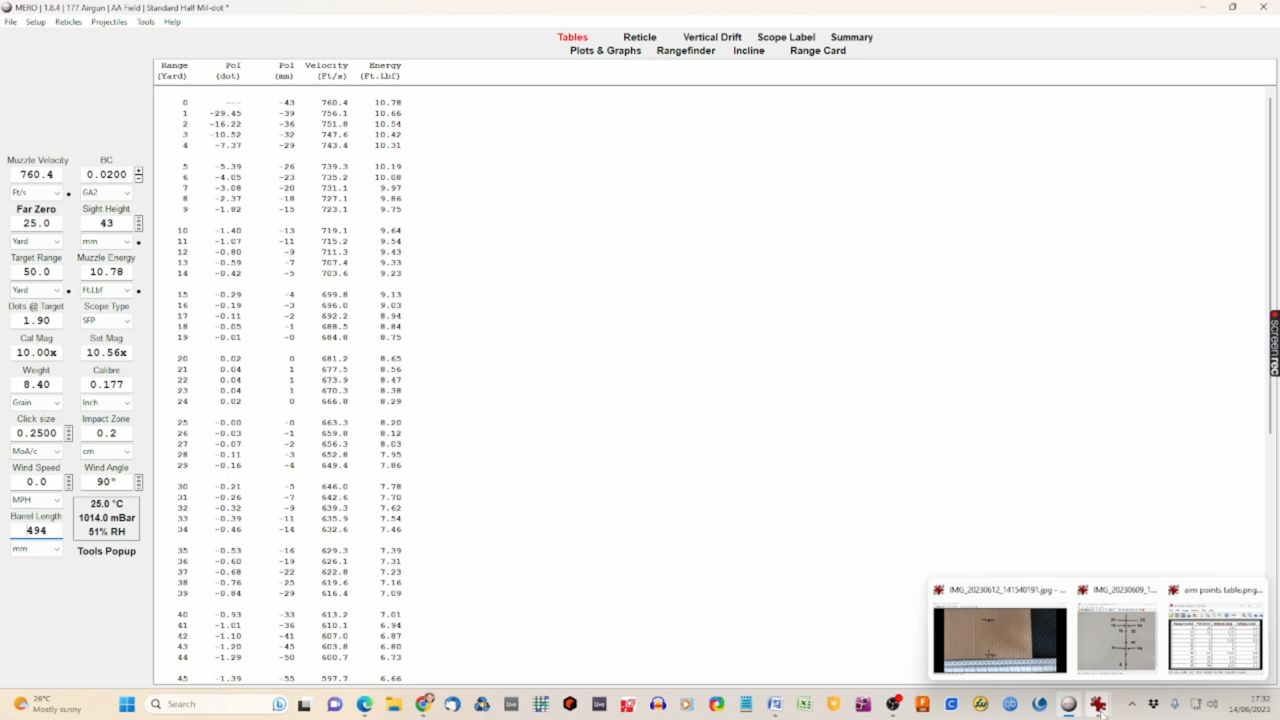 MERO | 1.8.4 | 177 Airgun | AA Field | Standard Half Mil-dot *
File Setup Reticles Projectiles Tools Help
Tables Reticle Vertical Drift Scope Label Summary
Plots & Graphs Rangefinder Incline Range Card
Range PoI PoI Velocity Energy
(Yard) (dot) (mm) (Ft/s) (Ft.Lbf)
0 --- -43 760.4 10.78
1 -29.45 -39 756.1 10.66
2 -16.22 -36 751.8 10.54
3 -10.52 -32 747.6 10.42
4 -7.37 -29 743.4 10.31
5 -5.39 -26 739.3 10.19
6 -4.05 -23 735.2 10.08
7 -3.08 -20 731.1 9.97
8 -2.37 -18 727.1 9.86
9 -1.82 -15 723.1 9.75
10 -1.40 -13 719.1 9.64
11 -1.07 -11 715.2 9.54
12 -0.80 -9 711.3 9.43
13 -0.59 -7 707.4 9.33
14 -0.42 -5 703.6 9.23
15 -0.29 -4 699.8 9.13
16 -0.19 -3 696.0 9.03
17 -0.11 -2 692.2 8.94
18 -0.05 -1 688.5 8.84
19 -0.01 -0 684.8 8.75
20 0.02 0 681.2 8.65
21 0.04 1 677.5 8.56
22 0.04 1 673.9 8.47
23 0.04 1 670.3 8.38
24 0.02 0 666.8 8.29
25 -0.00 -0 663.3 8.20
26 -0.03 -1 659.8 8.12
27 -0.07 -2 656.3 8.03
28 -0.11 -3 652.8 7.95
29 -0.16 -4 649.4 7.86
30 -0.21 -5 646.0 7.78
31 -0.26 -7 642.6 7.70
32 -0.32 -9 639.3 7.62
33 -0.39 -11 635.9 7.54
34 -0.46 -14 632.6 7.46
35 -0.53 -16 629.3 7.39
36 -0.60 -19 626.1 7.31
37 -0.68 -22 622.8 7.23
38 -0.76 -25 619.6 7.16
39 -0.84 -29 616.4 7.09
40 -0.93 -33 613.2 7.01
41 -1.01 -36 610.1 6.94
42 -1.10 -41 607.0 6.87
43 -1.20 -45 603.8 6.80
44 -1.29 -50 600.7 6.73
45 -1.39 -55 597.7 6.66
Muzzle Velocity BC
760.4 0.0200
Ft/s GA2
Far Zero Sight Height
25.0 43
Yard mm
Target Range Muzzle Energy
50.0 10.78
Yard Ft.Lbf
Dots @ Target Scope Type
1.90 SFP
Cal Mag Set Mag
10.00x 10.56x
Weight Calibre
8.40 0.177
Grain Inch
Click size Impact Zone
0.2500 0.2
MoA/c cm
Wind Speed Wind Angle
0.0 90°
MPH
25.0 °C
1014.0 mBar
51% RH
Barrel Length
494
mm
Tools Popup
screenrec
IMG_20230612_141540191.jpg - ... IMG_20230609_1... aim points table.png...
26°C
Mostly sunny
Search
17:32
14/06/2023